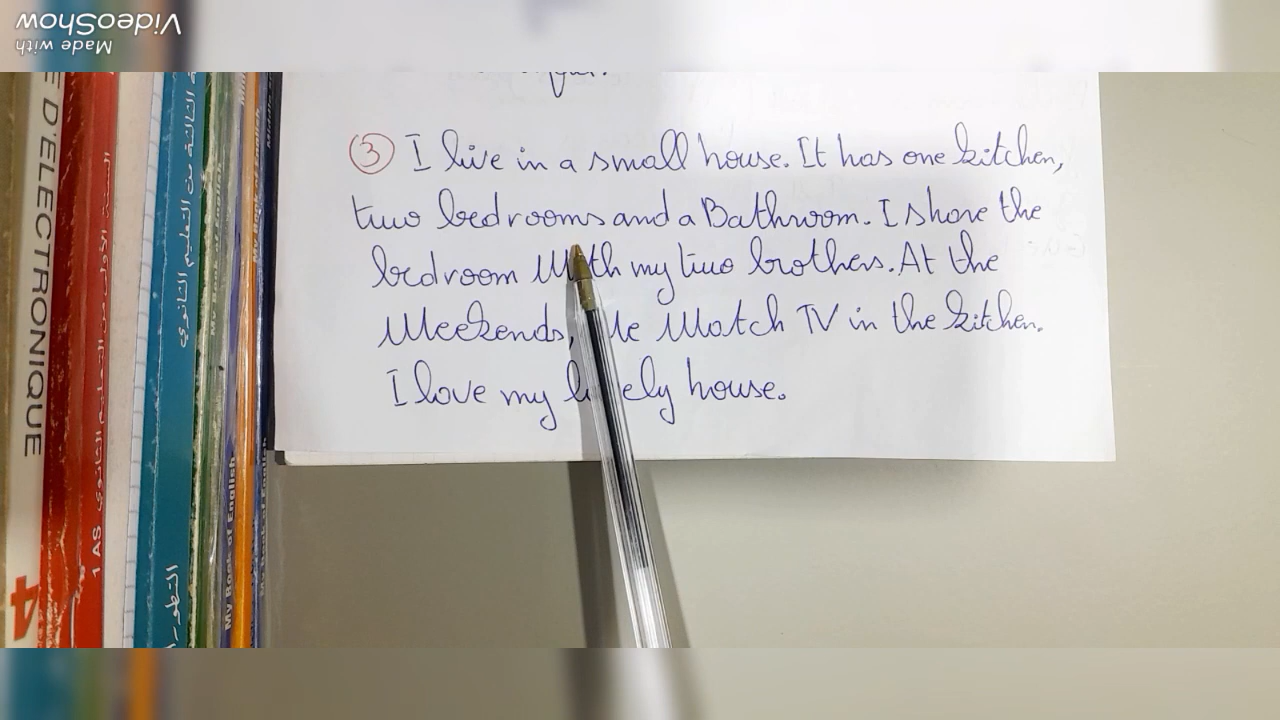 Made with
VideoShow
E D'ELECTRONIQUE
4
1 AS
My Book of English
③ I live in a small house. It has one kitchen,
two bedrooms and a Bathroom. I share the
bedroom With my two brothers. At the
Weekends, We Watch TV in the kitchen.
I love my lovely house.